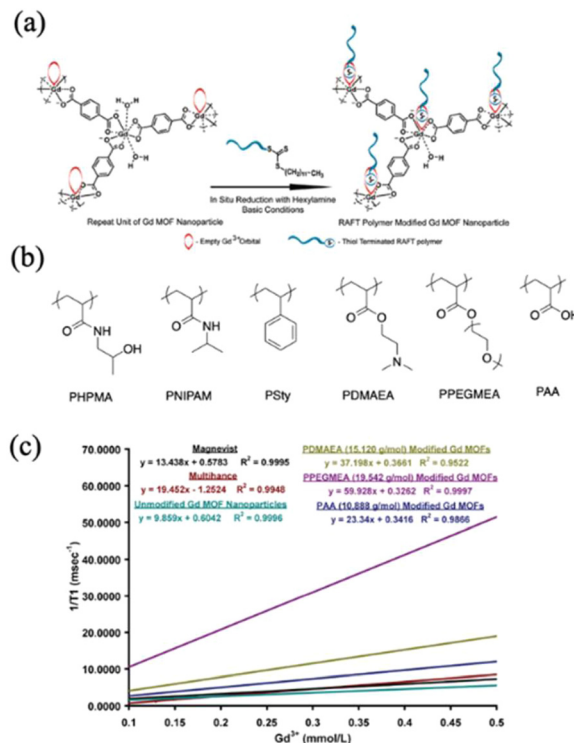 (a)
Repeat Unit of Gd MOF Nanoparticle
In Situ Reduction with Hexylamine
Basic Conditions
RAFT Polymer Modified Gd MOF Nanoparticle
- Empty Gd³⁺Orbital
- Thiol Terminated RAFT polymer
(b)
PHPMA
PNIPAM
PSty
PDMAEA
PPEGMEA
PAA
(c)
Magnevist
y = 13.438x + 0.5783 R² = 0.9995
Multihance
y = 19.452x - 1.2524 R² = 0.9948
Unmodified Gd MOF Nanoparticles
y = 9.859x + 0.6042 R² = 0.9996
PDMAEA (15,120 g/mol) Modified Gd MOFs
y = 37.198x + 0.3661 R² = 0.9522
PPEGMEA (19,542 g/mol) Modified Gd MOFs
y = 59.928x + 0.3262 R² = 0.9997
PAA (10,888 g/mol) Modified Gd MOFs
y = 23.34x + 0.3416 R² = 0.9866
1/T1 (msec⁻¹)
70.0000
60.0000
50.0000
40.0000
30.0000
20.0000
10.0000
0.0000
0.1
0.15
0.2
0.25
0.3
0.35
0.4
0.45
0.5
Gd³⁺ (mmol/L)